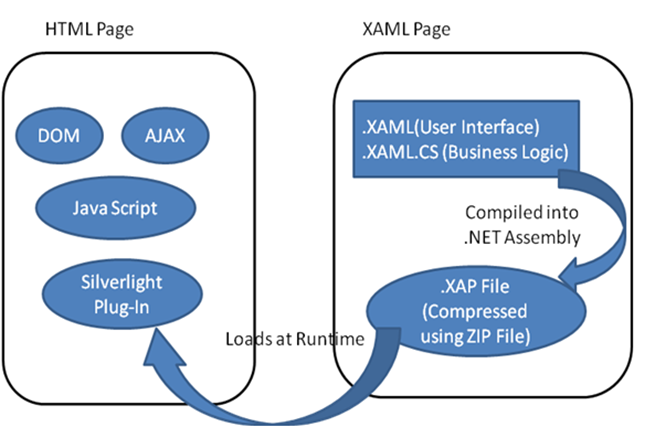 HTML Page
XAML Page
DOM
AJAX
Java Script
Silverlight
Plug-In
.XAML(User Interface)
.XAML.CS (Business Logic)
Compiled into
.NET Assembly
.XAP File
(Compressed
using ZIP File)
Loads at Runtime